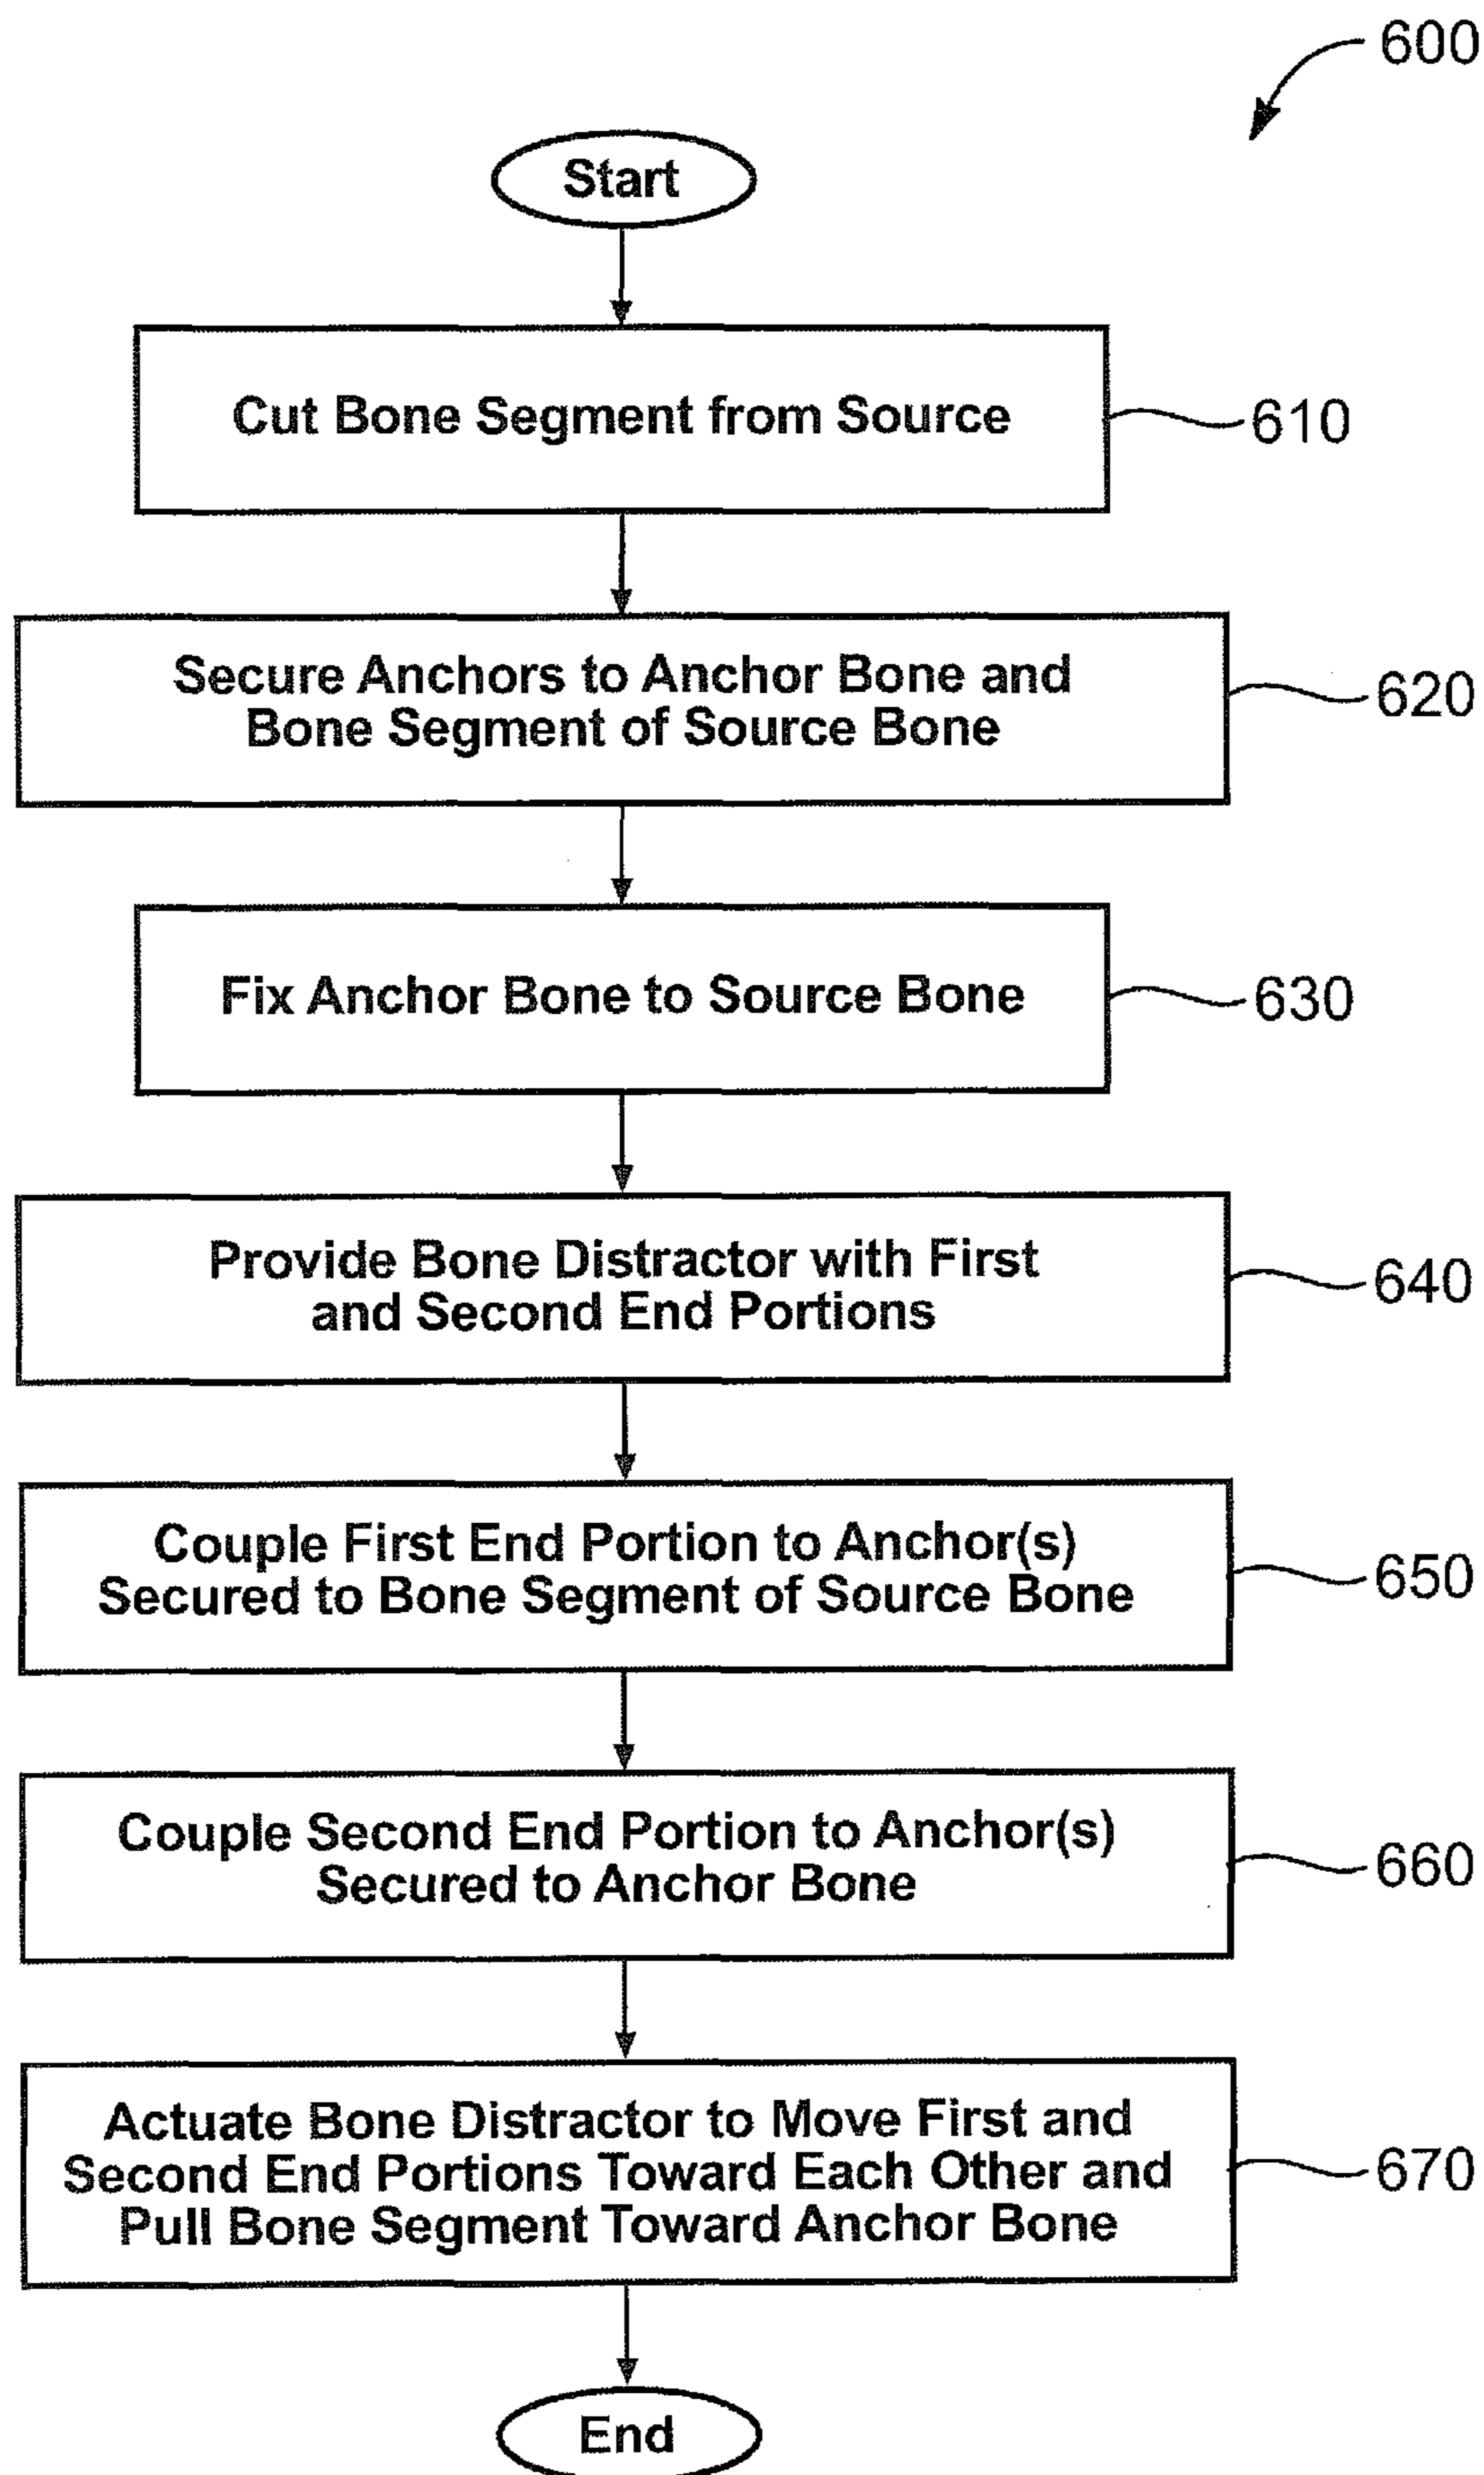 600
Start
Cut Bone Segment from Source
610
Secure Anchors to Anchor Bone and
Bone Segment of Source Bone
620
Fix Anchor Bone to Source Bone
630
Provide Bone Distractor with First
and Second End Portions
640
Couple First End Portion to Anchor(s)
Secured to Bone Segment of Source Bone
650
Couple Second End Portion to Anchor(s)
Secured to Anchor Bone
660
Actuate Bone Distractor to Move First and
Second End Portions Toward Each Other and
Pull Bone Segment Toward Anchor Bone
670
End